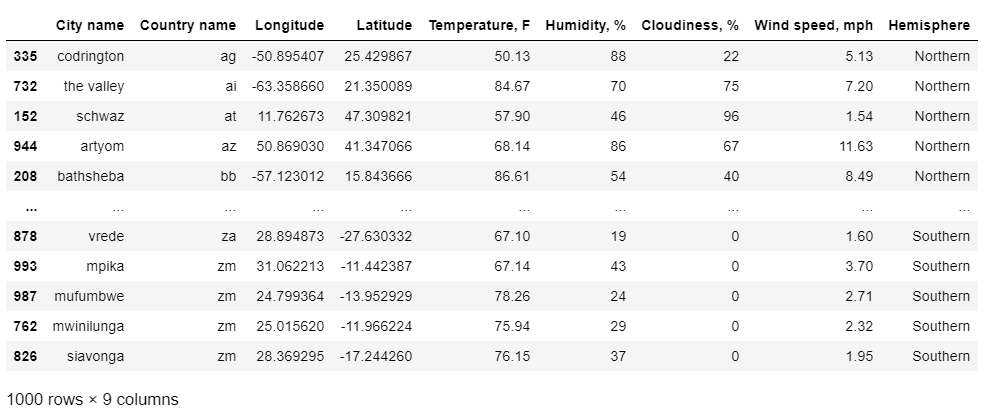 City name Country name Longitude Latitude Temperature, F Humidity, % Cloudiness, % Wind speed, mph Hemisphere
335 codrington ag -50.895407 25.429867 50.13 88 22 5.13 Northern
732 the valley ai -63.358660 21.350089 84.67 70 75 7.20 Northern
152 schwaz at 11.762673 47.309821 57.90 46 96 1.54 Northern
944 artyom az 50.869030 41.347066 68.14 86 67 11.63 Northern
208 bathsheba bb -57.123012 15.843666 86.61 54 40 8.49 Northern
... ... ... ... ... ... ... ... ... ...
878 vrede za 28.894873 -27.630332 67.10 19 0 1.60 Southern
993 mpika zm 31.062213 -11.442387 67.14 43 0 3.70 Southern
987 mufumbwe zm 24.799364 -13.952929 78.26 24 0 2.71 Southern
762 mwinilunga zm 25.015620 -11.966224 75.94 29 0 2.32 Southern
826 siavonga zm 28.369295 -17.244260 76.15 37 0 1.95 Southern
1000 rows × 9 columns